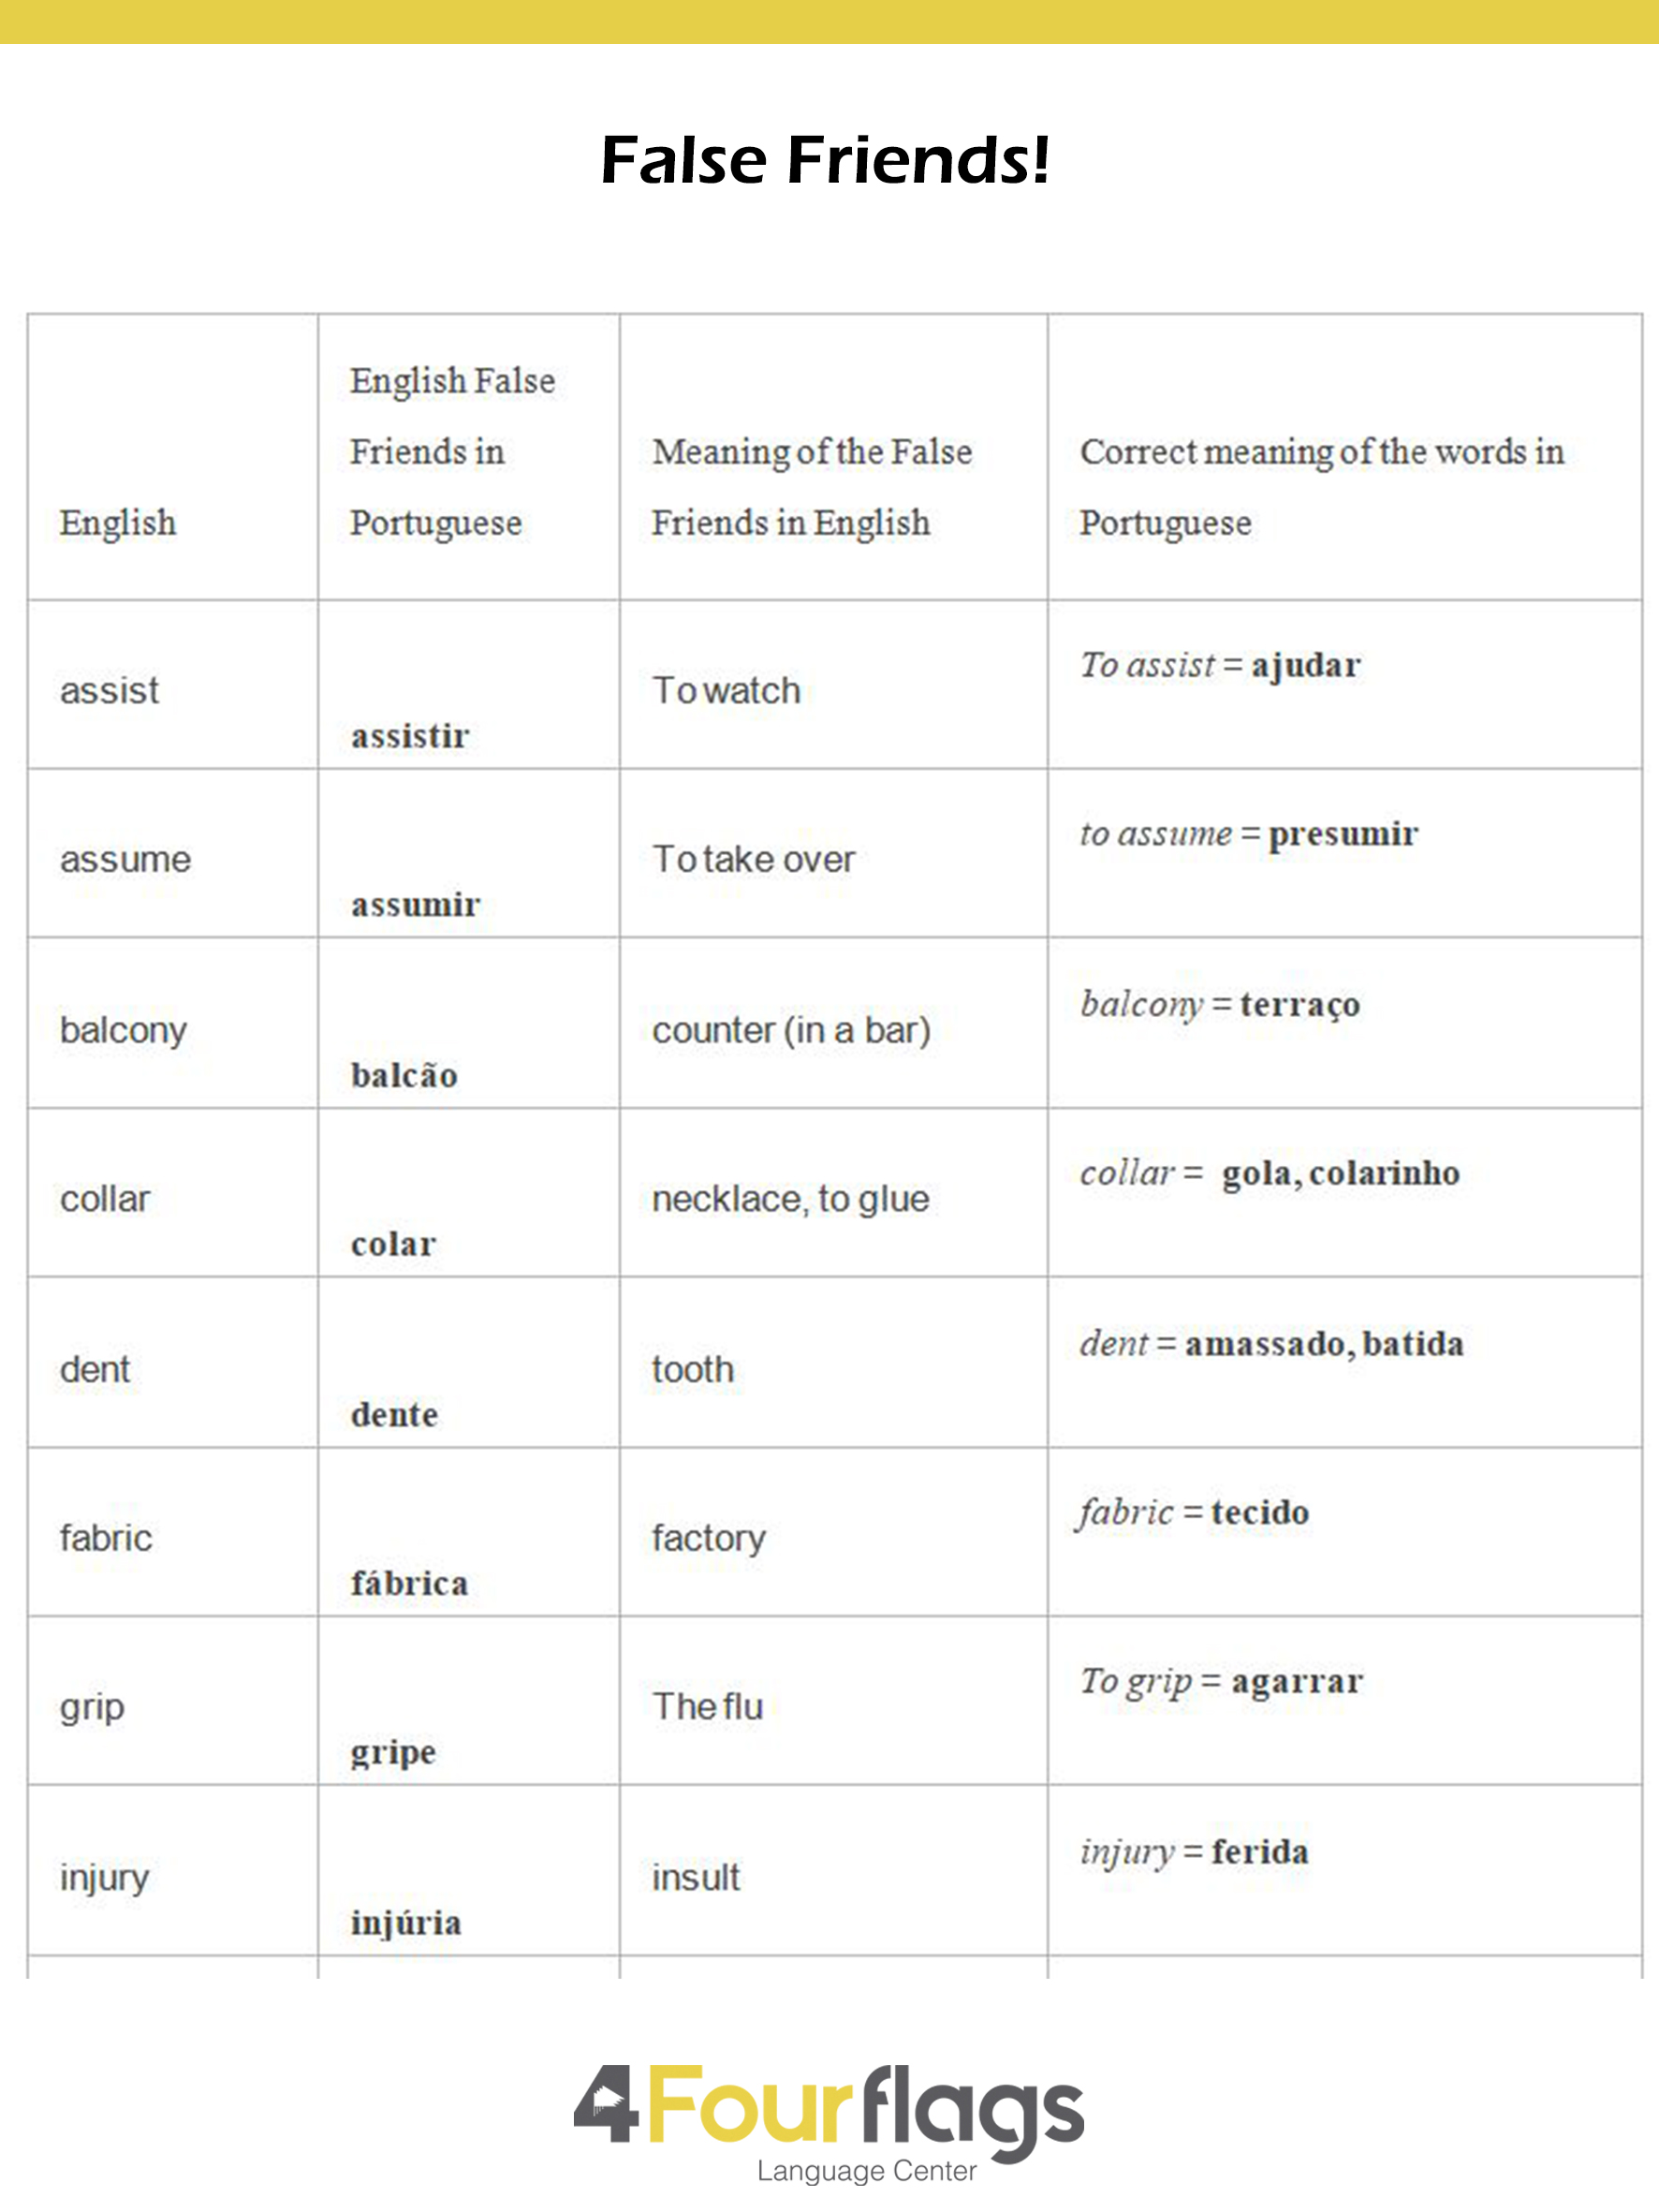 False Friends!
English
English False
Friends in
Portuguese
Meaning of the False
Friends in English
Correct meaning of the words in
Portuguese
assist
assistir
To watch
To assist = ajudar
assume
assumir
To take over
to assume = presumir
balcony
balcão
counter (in a bar)
balcony = terraço
collar
colar
necklace, to glue
collar = gola, colarinho
dent
dente
tooth
dent = amassado, batida
fabric
fábrica
factory
fabric = tecido
grip
gripe
The flu
To grip = agarrar
injury
injúria
insult
injury = ferida
4 Fourflags
Language Center